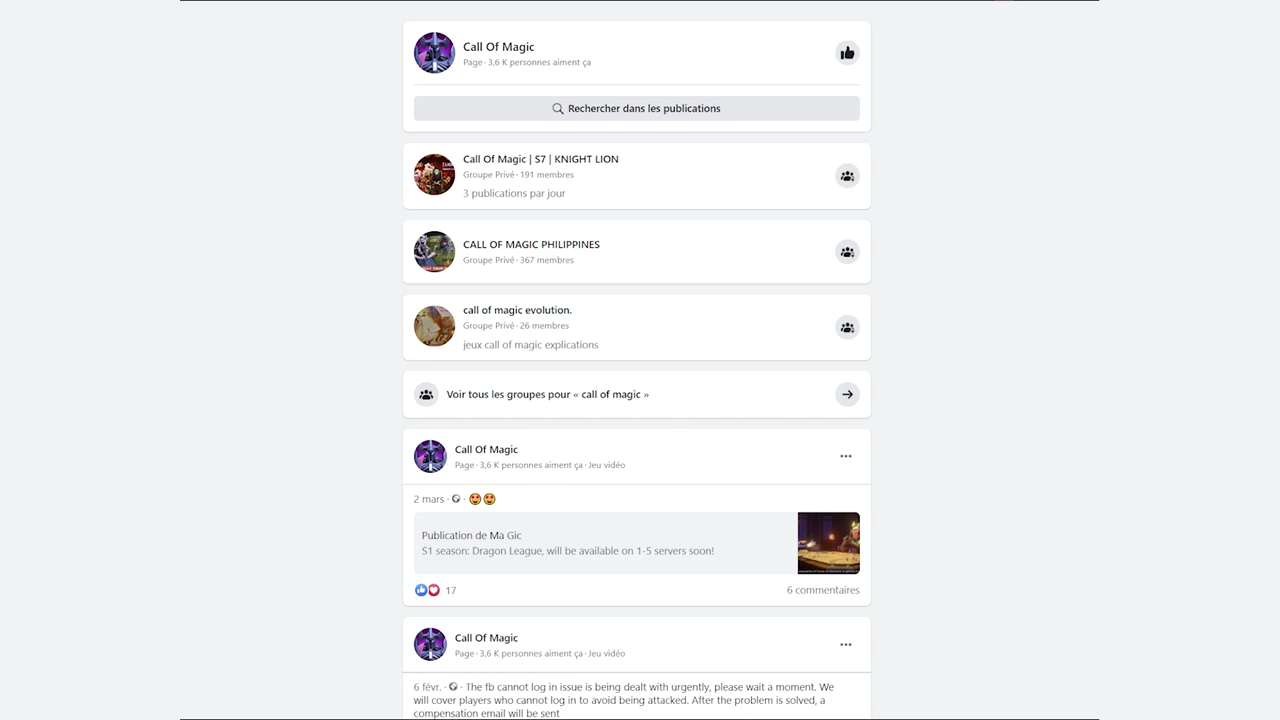 Call Of Magic
Page · 3,6 K personnes aiment ça
Rechercher dans les publications
Call Of Magic | S7 | KNIGHT LION
Groupe Privé · 191 membres
3 publications par jour
CALL OF MAGIC PHILIPPINES
Groupe Privé · 367 membres
call of magic evolution.
Groupe Privé · 26 membres
jeux call of magic explications
Voir tous les groupes pour « call of magic »
Call Of Magic
Page · 3,6 K personnes aiment ça · Jeu vidéo
2 mars · · 😍😍
Publication de Ma Gic
S1 season: Dragon League, will be available on 1-5 servers soon!
17
6 commentaires
Call Of Magic
Page · 3,6 K personnes aiment ça · Jeu vidéo
6 févr. · · The fb cannot log in issue is being dealt with urgently, please wait a moment. We
will cover players who cannot log in to avoid being attacked. After the problem is solved, a
compensation email will be sent